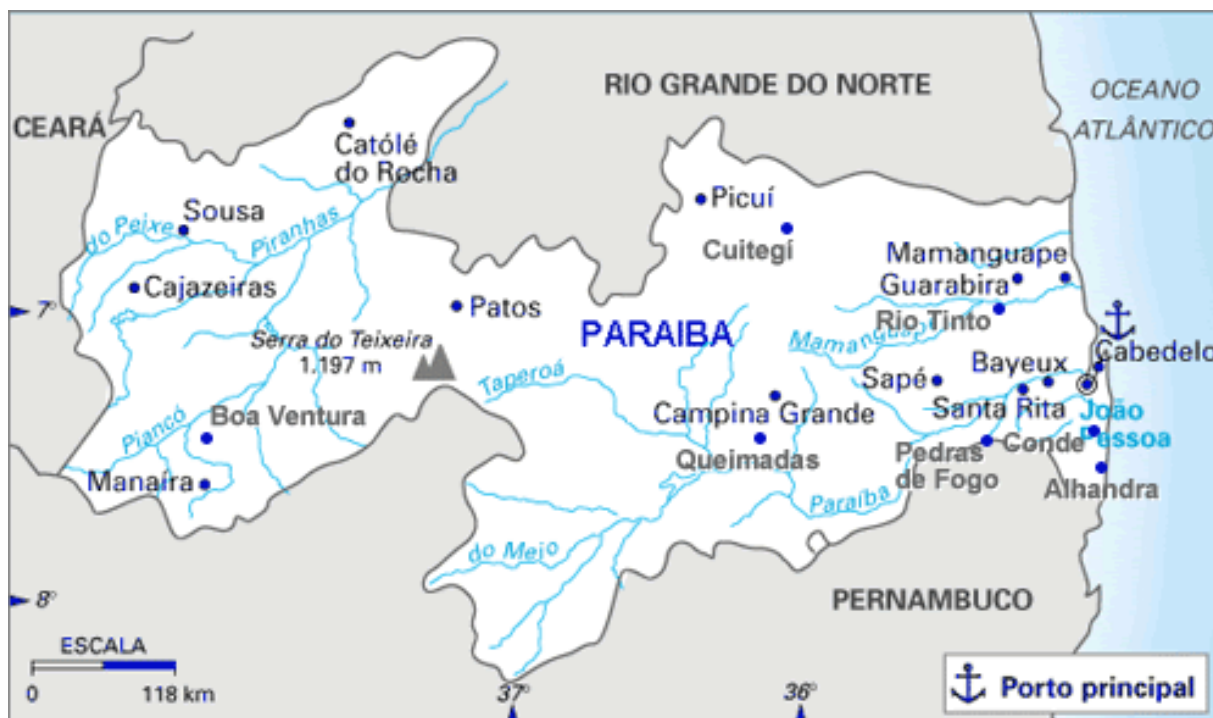 RIO GRANDE DO NORTE
OCEANO
ATLÂNTICO
CEARÁ
Católé
do Rocha
Picuí
Sousa
do Peixe
Piranhas
Cuitegí
Mamanguape
Cajazeiras
Guarabira
7°
Patos
Rio Tinto
PARAIBA
Serra do Teixeira
1.197 m
Mamanguap
Cabedelo
Bayeux
Taperoá
Sapé
Campina Grande
Santa Rita
João
Pessoa
Boa Ventura
Piancó
Queimadas
Pedras
de Fogo
Conde
Manaíra
Alhandra
Paraíba
do Mejo
8°
PERNAMBUCO
ESCALA
0 118 km
37°
36°
Porto principal